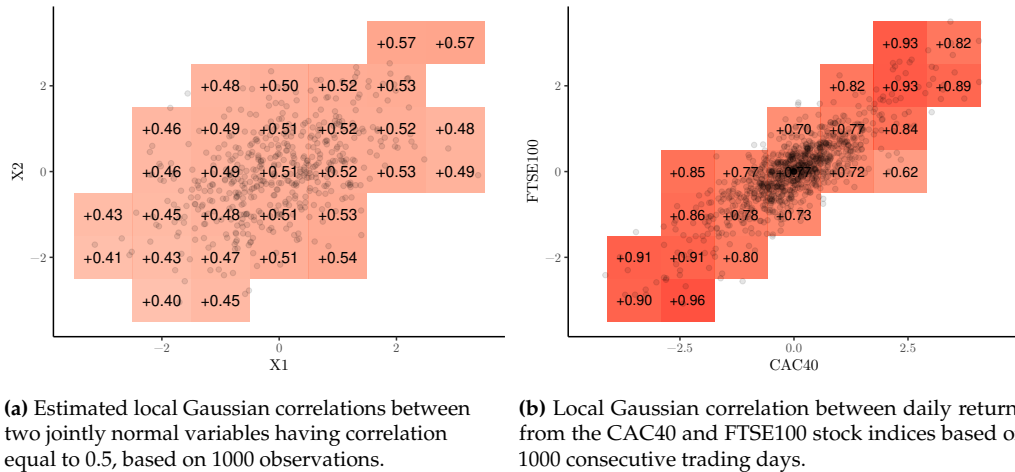 +0.57 +0.57
+0.48 +0.50 +0.52 +0.53
+0.46 +0.49 +0.51 +0.52 +0.52 +0.48
+0.46 +0.49 +0.51 +0.52 +0.53 +0.49
+0.43 +0.45 +0.48 +0.51 +0.53
+0.41 +0.43 +0.47 +0.51 +0.54
+0.40 +0.45
2
0
−2
X2
−2 0 2
X1
+0.93 +0.82
+0.82 +0.93 +0.89
+0.70 +0.77 +0.84
+0.85 +0.77 +0.77 +0.72 +0.62
+0.86 +0.78 +0.73
+0.91 +0.91 +0.80
+0.90 +0.96
2
0
−2
FTSE100
−2.5 0.0 2.5
CAC40
(a) Estimated local Gaussian correlations between
two jointly normal variables having correlation
equal to 0.5, based on 1000 observations.
(b) Local Gaussian correlation between daily return
from the CAC40 and FTSE100 stock indices based o
1000 consecutive trading days.